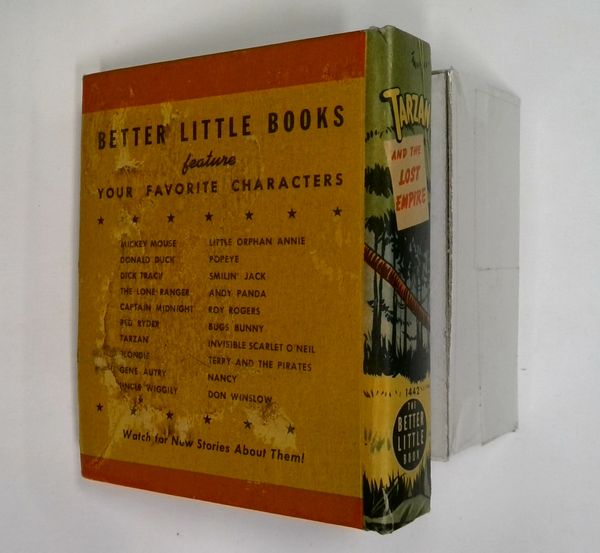 BETTER LITTLE BOOKS
feature
YOUR FAVORITE CHARACTERS
MICKEY MOUSE
DONALD DUCK
DICK TRACY
THE LONE RANGER
CAPTAIN MIDNIGHT
RED RYDER
TARZAN
BLONDIE
GENE AUTRY
UNCLE WIGGILY
LITTLE ORPHAN ANNIE
POPEYE
SMILIN' JACK
ANDY PANDA
ROY ROGERS
BUGS BUNNY
INVISIBLE SCARLET O'NEIL
TERRY AND THE PIRATES
NANCY
DON WINSLOW
Watch for New Stories About Them!
TARZAN
AND THE
LOST
EMPIRE
1442
THE
BETTER
LITTLE
BOOK